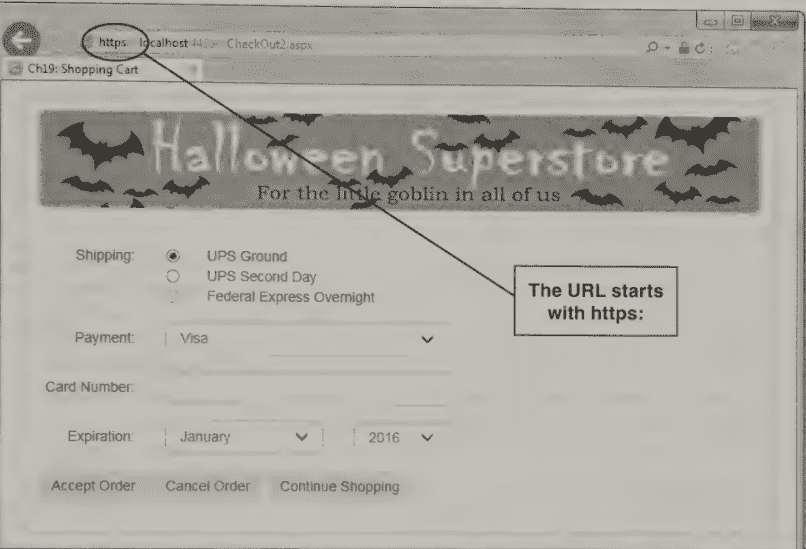 https localhost CheckOut2.aspx
Ch19: Shopping Cart
Halloween Superstore
For the little goblin in all of us
Shipping: UPS Ground
UPS Second Day
Federal Express Overnight
The URL starts
with https:
Payment: Visa
Card Number:
Expiration: January 2016
Accept Order Cancel Order Continue Shopping